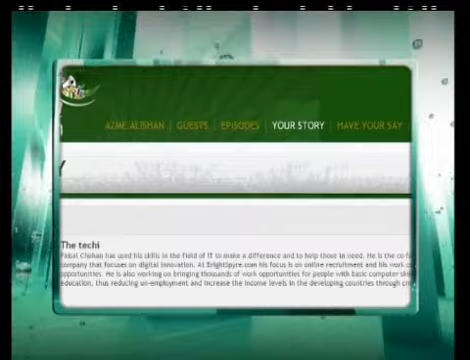 AZME ALISHAN | GUESTS | EPISODES | YOUR STORY | HAVE YOUR SAY
The techi
Faisal Chohan has used his skills in the field of IT to make a difference and to help those in need. He is the co-f
company that focuses on digital innovation. At Brightspyre.com his focus is on online recruitment and his work
opportunities. He is also working on bringing thousands of work opportunities for people with basic computer
education, thus reducing un-employment and increase the income levels in the developing countries through